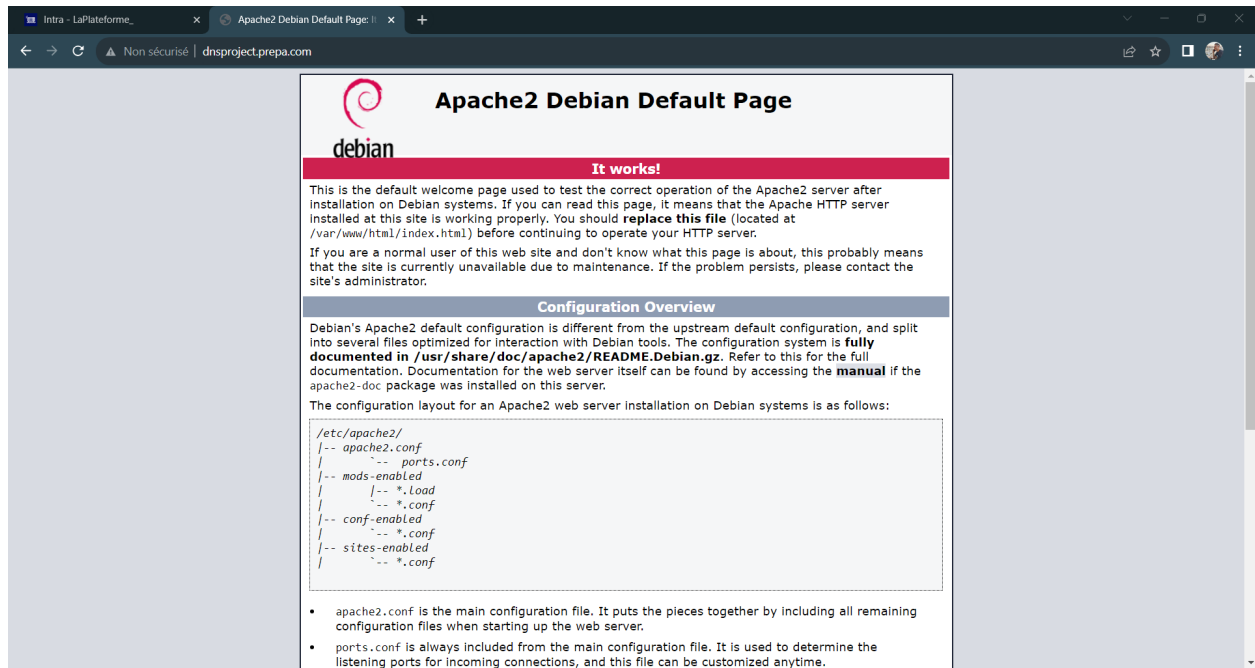 Intra - LaPlateforme_
Apache2 Debian Default Page: It
Non sécurisé | dnsproject.prepa.com
debian
Apache2 Debian Default Page
It works!
This is the default welcome page used to test the correct operation of the Apache2 server after
installation on Debian systems. If you can read this page, it means that the Apache HTTP server
installed at this site is working properly. You should replace this file (located at
/var/www/html/index.html) before continuing to operate your HTTP server.
If you are a normal user of this web site and don't know what this page is about, this probably means
that the site is currently unavailable due to maintenance. If the problem persists, please contact the
site's administrator.
Configuration Overview
Debian's Apache2 default configuration is different from the upstream default configuration, and split
into several files optimized for interaction with Debian tools. The configuration system is fully
documented in /usr/share/doc/apache2/README.Debian.gz. Refer to this for the full
documentation. Documentation for the web server itself can be found by accessing the manual if the
apache2-doc package was installed on this server.
The configuration layout for an Apache2 web server installation on Debian systems is as follows:
/etc/apache2/
|-- apache2.conf
|       `--  ports.conf
|-- mods-enabled
|       |-- *.load
|       `-- *.conf
|-- conf-enabled
|       `-- *.conf
|-- sites-enabled
|       `-- *.conf
• apache2.conf is the main configuration file. It puts the pieces together by including all remaining
configuration files when starting up the web server.
• ports.conf is always included from the main configuration file. It is used to determine the
listening ports for incoming connections, and this file can be customized anytime.